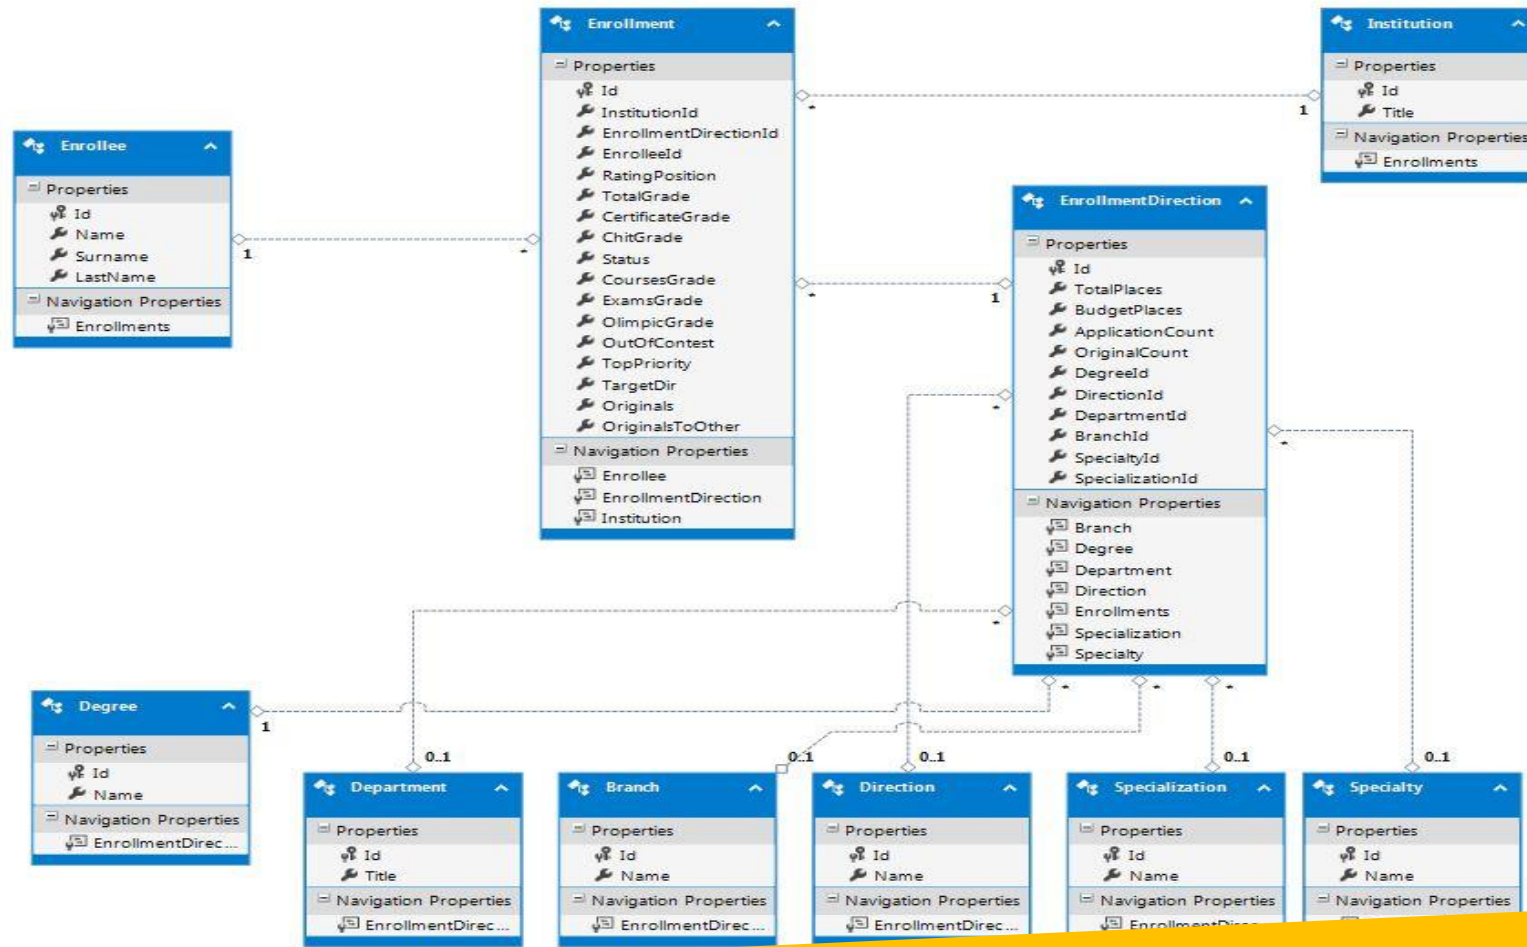 Enrollment
Properties
Id
InstitutionId
EnrollmentDirectionId
EnrolleeId
RatingPosition
TotalGrade
CertificateGrade
ChitGrade
Status
CoursesGrade
ExamsGrade
OlimpicGrade
OutOfContest
TopPriority
TargetDir
Originals
OriginalsToOther
Navigation Properties
Enrollee
EnrollmentDirection
Institution
*
1
Institution
Properties
Id
Title
Navigation Properties
Enrollments
Enrollee
Properties
Id
Name
Surname
LastName
Navigation Properties
Enrollments
1
*
*
1
EnrollmentDirection
Properties
Id
TotalPlaces
BudgetPlaces
ApplicationCount
OriginalCount
DegreeId
DirectionId
DepartmentId
BranchId
SpecialtyId
SpecializationId
Navigation Properties
Branch
Degree
Department
Direction
Enrollments
Specialization
Specialty
*
*
*
*
*
*
Degree
Properties
Id
Name
Navigation Properties
EnrollmentDirec...
1
0..1
0..1
0..1
0..1
0..1
Department
Properties
Id
Title
Navigation Properties
EnrollmentDirec...
Branch
Properties
Id
Name
Navigation Properties
EnrollmentDirec...
Direction
Properties
Id
Name
Navigation Properties
EnrollmentDirec...
Specialization
Properties
Id
Name
Navigation Properties
EnrollmentDirec...
Specialty
Properties
Id
Name
Navigation Properties